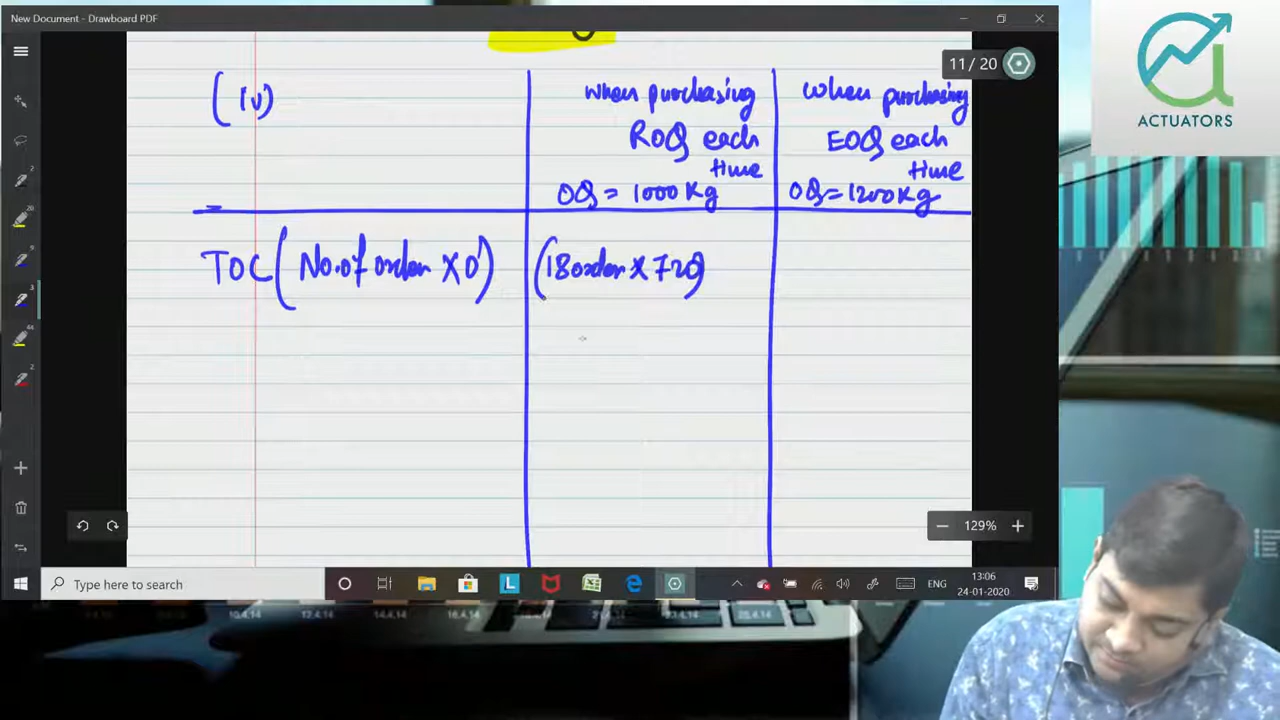 New Document - Drawboard PDF
11 / 20
ACTUATORS
(iv)
when purchasing
ROQ each
time
OQ = 1000 Kg
when purchasing
EOQ each
time
OQ = 1200 Kg
TOC (No. of order X O)
(18 order X 720)
129%
Type here to search
ENG
13:06
24-01-2020